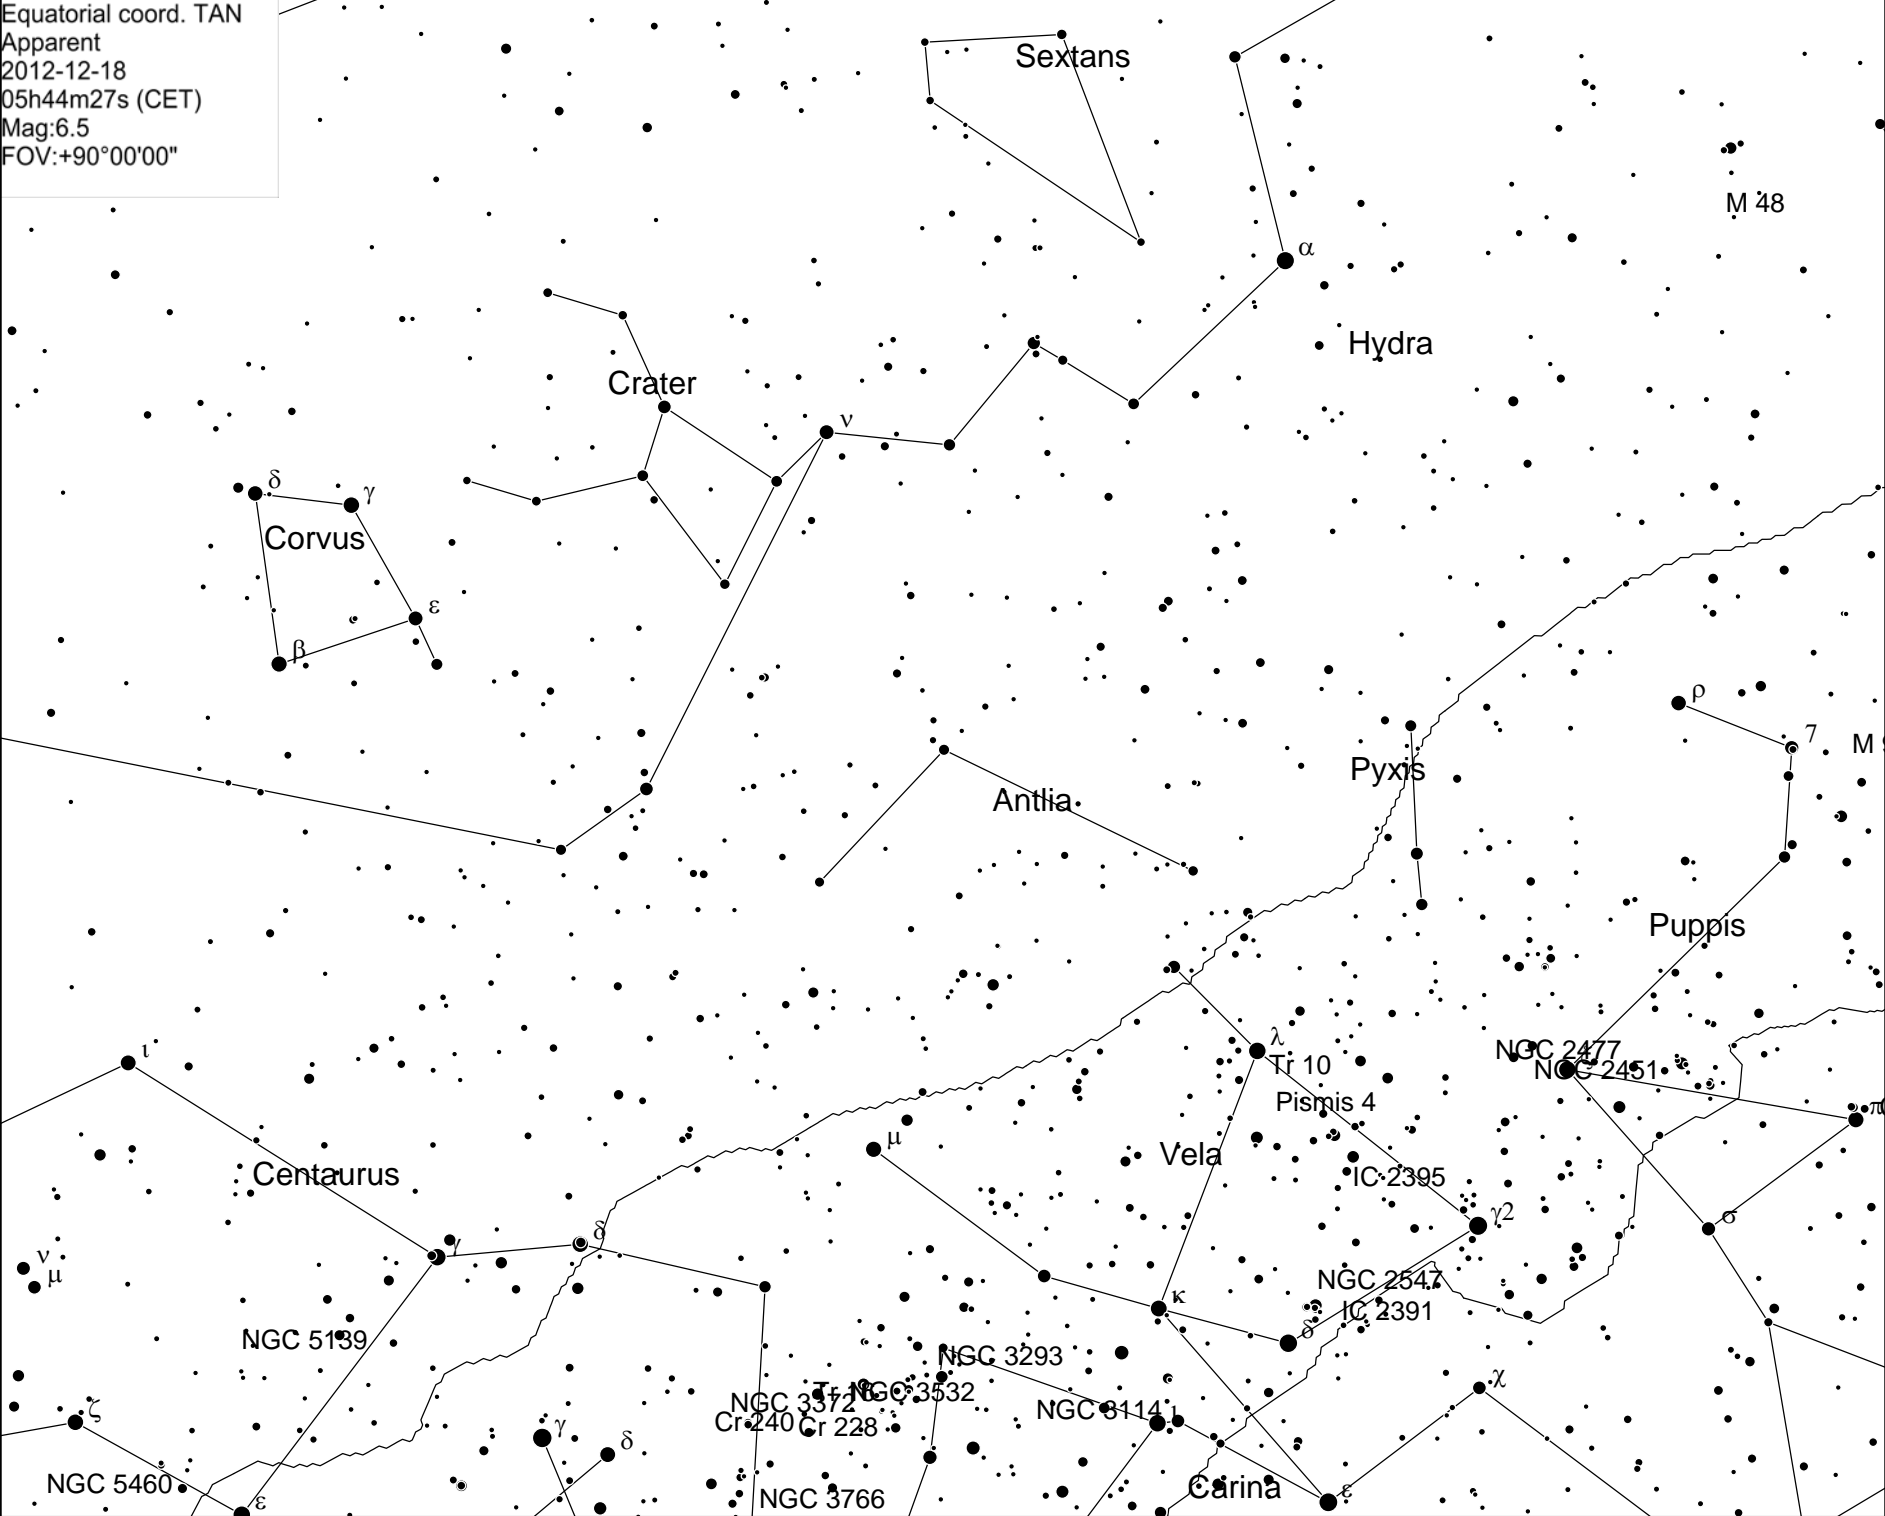 Equatorial coord. TAN
Apparent
2012-12-18
05h44m27s (CET)
Mag:6.5
FOV:+90°00'00"
Sextans
M 48
α
Hydra
Crater
ν
δ
γ
Corvus
ε
β
ρ
7
M
Pyxis
Antlia
Puppis
ι
λ
NGC 2477
Tr 10
NGC 2451
Pismis 4
π
μ
Vela
Centaurus
IC 2395
γ2
σ
δ
γ
ν
μ
NGC 2547
κ
IC 2391
δ
NGC 5139
NGC 3293
χ
NGC 3532
NGC 3372
ζ
NGC 3114 ι
Cr 240
Cr 228
γ
δ
NGC 5460
Carina
ε
NGC 3766
ε